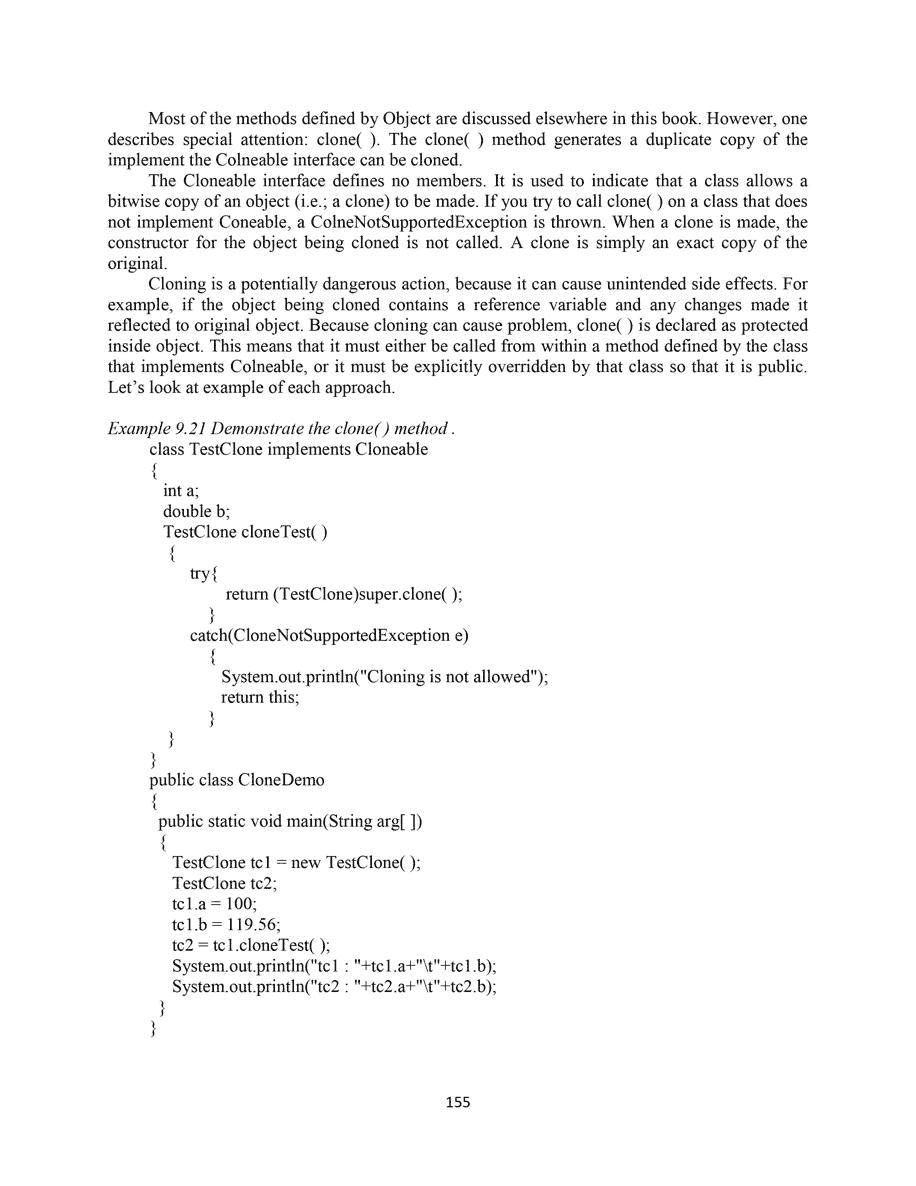 Most of the methods defined by Object are discussed elsewhere in this book. However, one
describes special attention: clone( ). The clone( ) method generates a duplicate copy of the
implement the Colneable interface can be cloned.
The Cloneable interface defines no members. It is used to indicate that a class allows a
bitwise copy of an object (i.e.; a clone) to be made. If you try to call clone( ) on a class that does
not implement Coneable, a ColneNotSupportedException is thrown. When a clone is made, the
constructor for the object being cloned is not called. A clone is simply an exact copy of the
original.
Cloning is a potentially dangerous action, because it can cause unintended side effects. For
example, if the object being cloned contains a reference variable and any changes made it
reflected to original object. Because cloning can cause problem, clone( ) is declared as protected
inside object. This means that it must either be called from within a method defined by the class
that implements Colneable, or it must be explicitly overridden by that class so that it is public.
Let’s look at example of each approach.
Example 9.21 Demonstrate the clone( ) method .
class TestClone implements Cloneable
{
int a;
double b;
TestClone cloneTest( )
{
try{
return (TestClone)super.clone( );
}
catch(CloneNotSupportedException e)
{
System.out.println("Cloning is not allowed");
return this;
}
}
}
public class CloneDemo
{
public static void main(String arg[ ])
{
TestClone tc1 = new TestClone( );
TestClone tc2;
tc1.a = 100;
tc1.b = 119.56;
tc2 = tc1.cloneTest( );
System.out.println("tc1 : "+tc1.a+"\t"+tc1.b);
System.out.println("tc2 : "+tc2.a+"\t"+tc2.b);
}
}
155